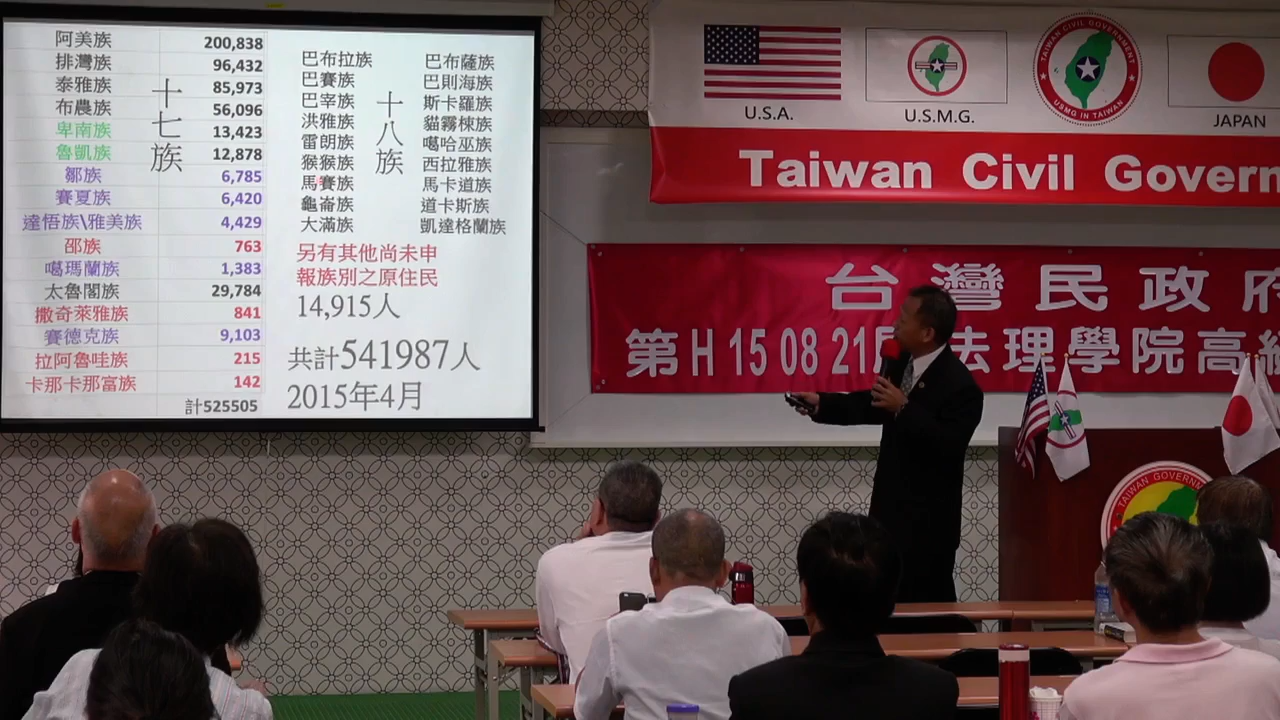 阿美族 200,838
排灣族 96,432
泰雅族 85,973
布農族 56,096
卑南族 13,423
魯凱族 12,878
鄒族 6,785
賽夏族 6,420
達悟族\雅美族 4,429
邵族 763
噶瑪蘭族 1,383
太魯閣族 29,784
撒奇萊雅族 841
賽德克族 9,103
拉阿魯哇族 215
卡那卡那富族 142
計525505
十七族
巴布拉族 巴布薩族
巴賽族 巴則海族
巴宰族 斯卡羅族
洪雅族 貓霧栜族
雷朗族 噶哈巫族
猴猴族 西拉雅族
馬賽族 馬卡道族
龜崙族 道卡斯族
大滿族 凱達格蘭族
十八族
另有其他尚未申
報族別之原住民
14,915人
共計541987人
2015年4月
U.S.A.
U.S.M.G.
TAIWAN CIVIL GOVERNMENT
USMG IN TAIWAN
JAPAN
Taiwan Civil Govern
台灣民政府
第H 15 08 21 法理學院高
TAIWAN GOVERNM